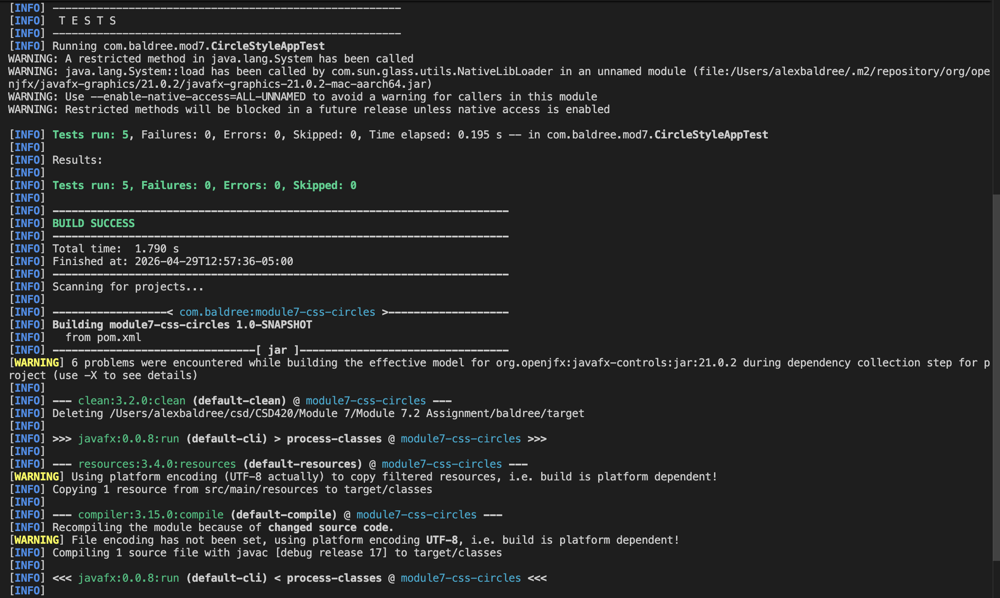 [INFO] -------------------------------------------------------
[INFO]  T E S T S
[INFO] -------------------------------------------------------
[INFO] Running com.baldree.mod7.CircleStyleAppTest
WARNING: A restricted method in java.lang.System has been called
WARNING: java.lang.System::load has been called by com.sun.glass.utils.NativeLibLoader in an unnamed module (file:/Users/alexbaldree/.m2/repository/org/ope
njfx/javafx-graphics/21.0.2/javafx-graphics-21.0.2-mac-aarch64.jar)
WARNING: Use --enable-native-access=ALL-UNNAMED to avoid a warning for callers in this module
WARNING: Restricted methods will be blocked in a future release unless native access is enabled

[INFO] Tests run: 5, Failures: 0, Errors: 0, Skipped: 0, Time elapsed: 0.195 s -- in com.baldree.mod7.CircleStyleAppTest
[INFO]
[INFO] Results:
[INFO]
[INFO] Tests run: 5, Failures: 0, Errors: 0, Skipped: 0
[INFO]
[INFO] ------------------------------------------------------------------------
[INFO] BUILD SUCCESS
[INFO] ------------------------------------------------------------------------
[INFO] Total time:  1.790 s
[INFO] Finished at: 2026-04-29T12:57:36-05:00
[INFO] ------------------------------------------------------------------------
[INFO] Scanning for projects...
[INFO]
[INFO] ------------------< com.baldree:module7-css-circles >-------------------
[INFO] Building module7-css-circles 1.0-SNAPSHOT
[INFO]   from pom.xml
[INFO] --------------------------------[ jar ]---------------------------------
[WARNING] 6 problems were encountered while building the effective model for org.openjfx:javafx-controls:jar:21.0.2 during dependency collection step for p
roject (use -X to see details)
[INFO]
[INFO] --- clean:3.2.0:clean (default-clean) @ module7-css-circles ---
[INFO] Deleting /Users/alexbaldree/csd/CSD420/Module 7/Module 7.2 Assignment/baldree/target
[INFO]
[INFO] >>> javafx:0.0.8:run (default-cli) > process-classes @ module7-css-circles >>>
[INFO]
[INFO] --- resources:3.4.0:resources (default-resources) @ module7-css-circles ---
[WARNING] Using platform encoding (UTF-8 actually) to copy filtered resources, i.e. build is platform dependent!
[INFO] Copying 1 resource from src/main/resources to target/classes
[INFO]
[INFO] --- compiler:3.15.0:compile (default-compile) @ module7-css-circles ---
[INFO] Recompiling the module because of changed source code.
[WARNING] File encoding has not been set, using platform encoding UTF-8, i.e. build is platform dependent!
[INFO] Compiling 1 source file with javac [debug release 17] to target/classes
[INFO]
[INFO] <<< javafx:0.0.8:run (default-cli) < process-classes @ module7-css-circles <<<
[INFO]